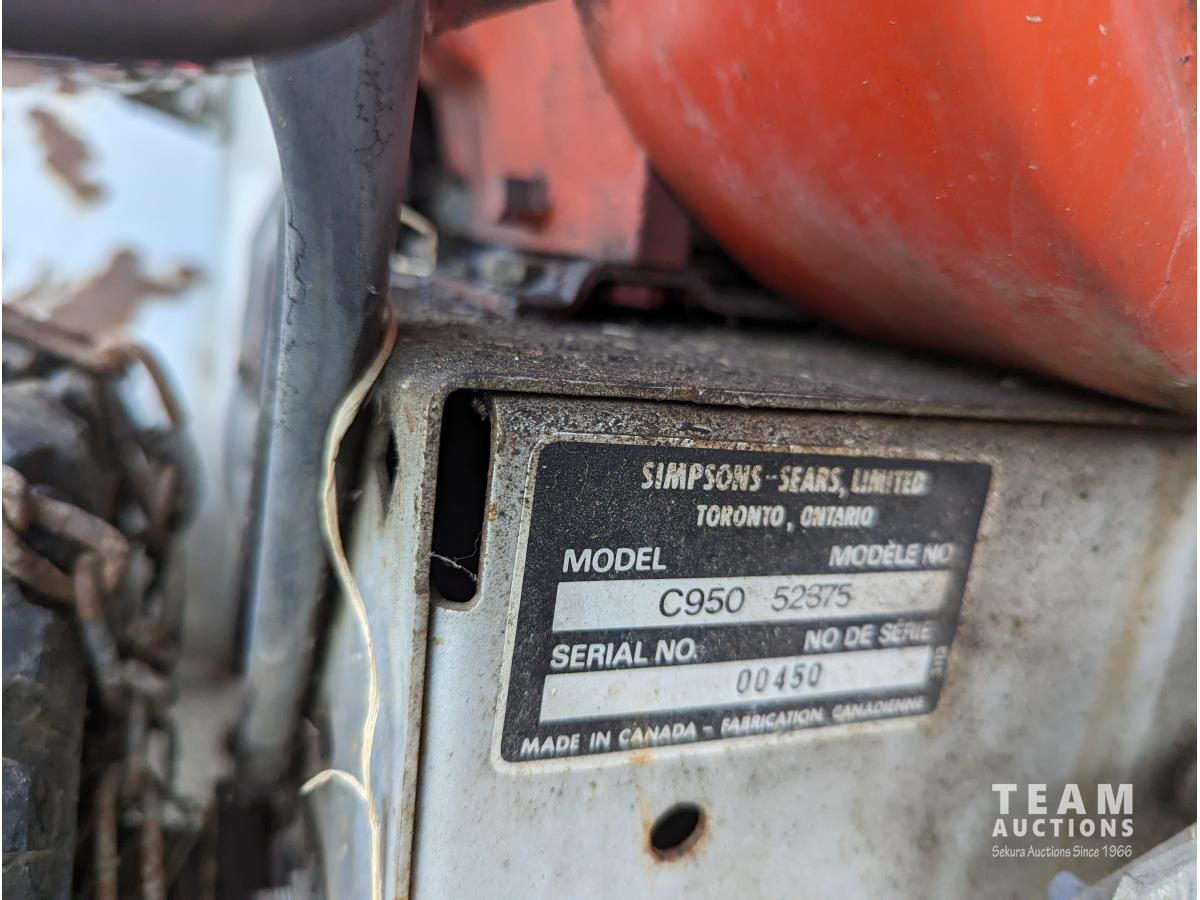 SIMPSONS-SEARS, LIMITED
TORONTO, ONTARIO
MODEL MODÈLE NO
C950 52375
SERIAL NO. NO DE SÉRIE
00450
MADE IN CANADA - FABRICATION CANADIENNE
TEAM
AUCTIONS
Sekura Auctions Since 1966